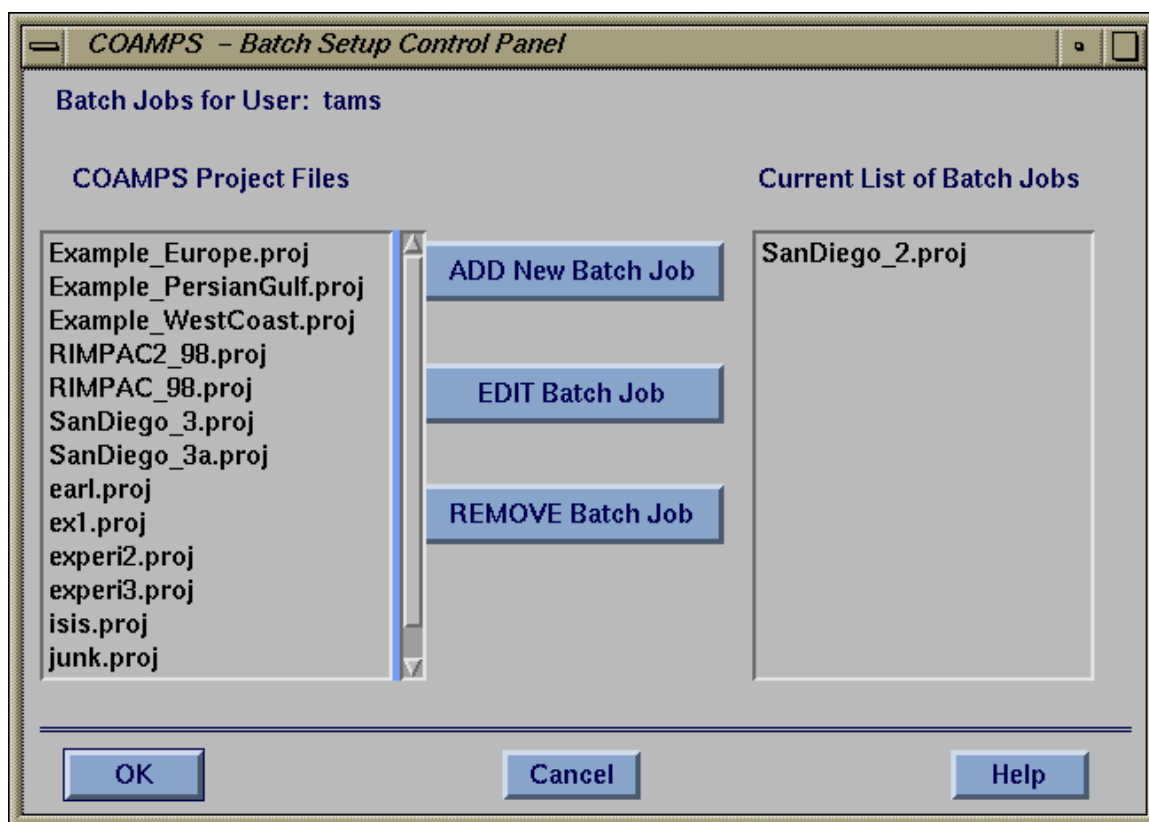 COAMPS - Batch Setup Control Panel
Batch Jobs for User: tams
COAMPS Project Files
Current List of Batch Jobs
Example_Europe.proj
Example_PersianGulf.proj
Example_WestCoast.proj
RIMPAC2_98.proj
RIMPAC_98.proj
SanDiego_3.proj
SanDiego_3a.proj
earl.proj
ex1.proj
experi2.proj
experi3.proj
isis.proj
junk.proj
ADD New Batch Job
EDIT Batch Job
REMOVE Batch Job
SanDiego_2.proj
OK
Cancel
Help